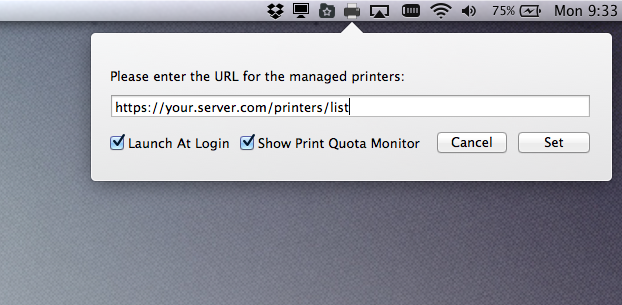 75% Mon 9:33
Please enter the URL for the managed printers:
https://your.server.com/printers/list
Launch At Login Show Print Quota Monitor Cancel Set